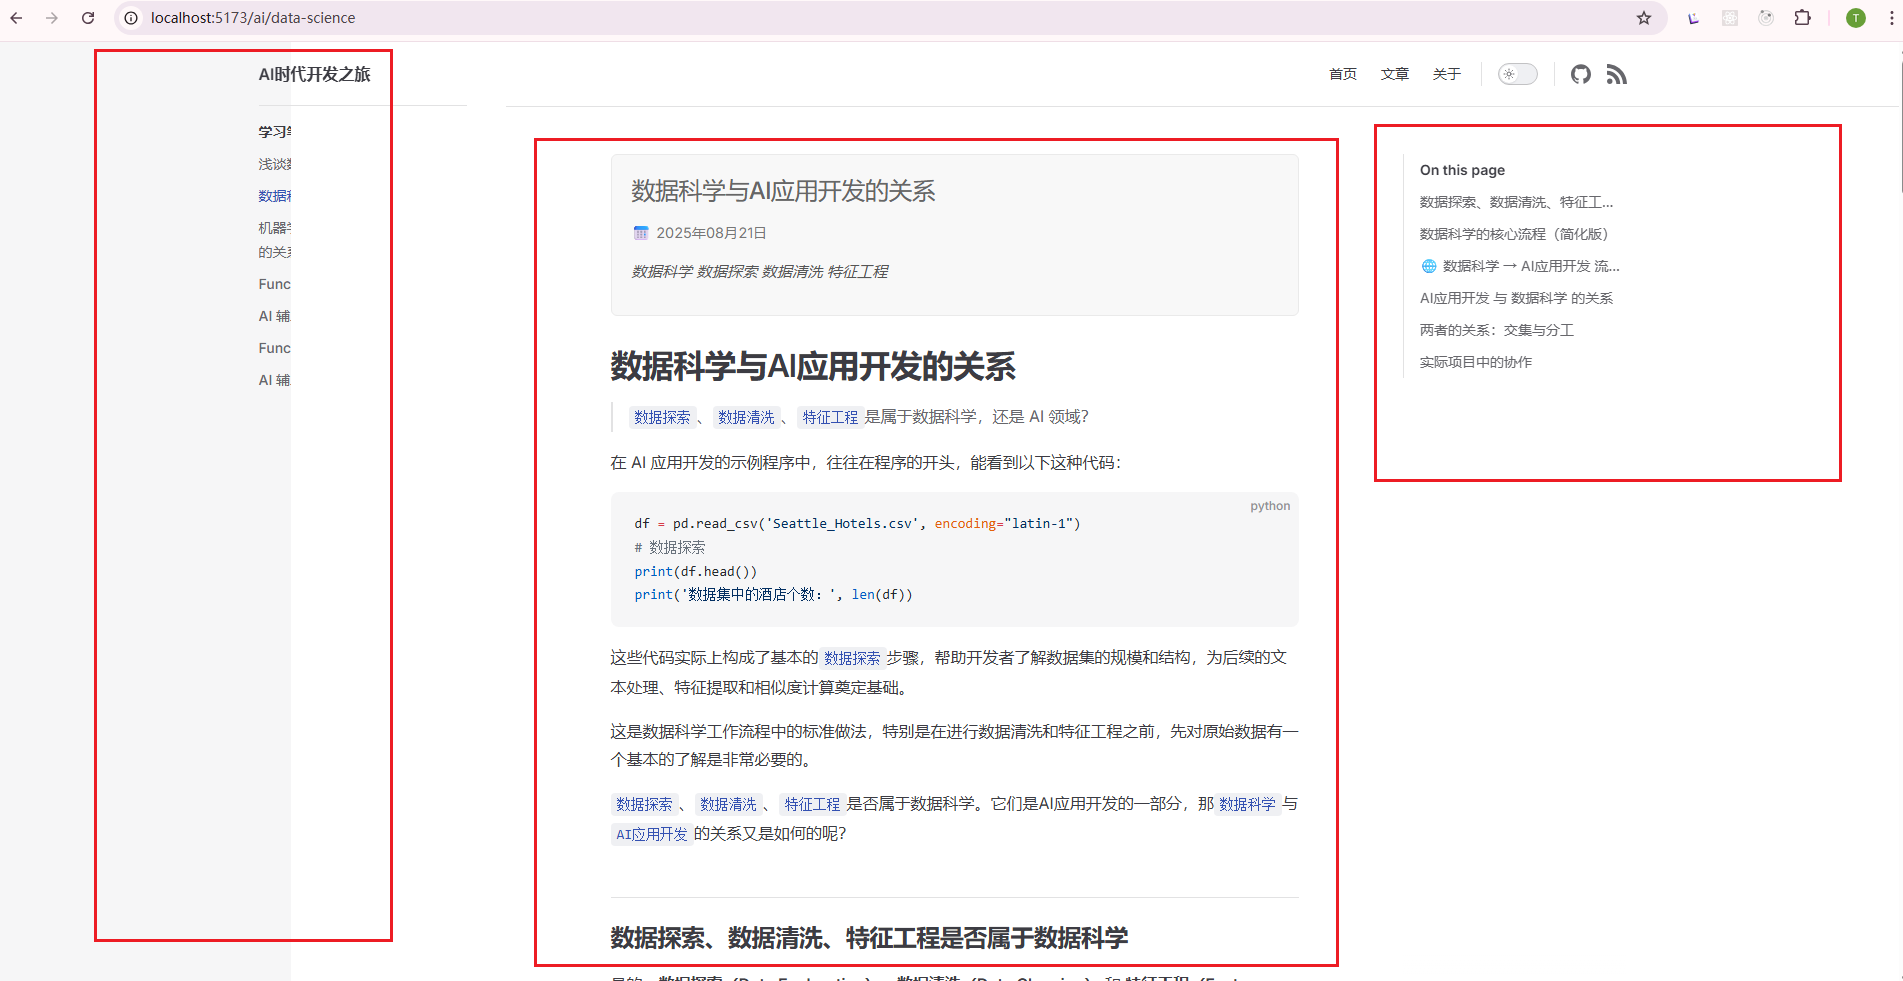 localhost:5173/ai/data-science
T
AI时代开发之旅
首页 文章 关于
学习
浅谈
数据
机器
的关
Func
AI 辅
Func
AI 辅
数据科学与AI应用开发的关系
2025年08月21日
数据科学 数据探索 数据清洗 特征工程
数据科学与AI应用开发的关系
数据探索、数据清洗、特征工程是属于数据科学，还是 AI 领域？
在 AI 应用开发的示例程序中，往往在程序的开头，能看到以下这种代码：
python
df = pd.read_csv('Seattle_Hotels.csv', encoding="latin-1")
# 数据探索
print(df.head())
print('数据集中的酒店个数：', len(df))
这些代码实际上构成了基本的数据探索步骤，帮助开发者了解数据集的规模和结构，为后续的文
本处理、特征提取和相似度计算奠定基础。
这是数据科学工作流程中的标准做法，特别是在进行数据清洗和特征工程之前，先对原始数据有一
个基本的了解是非常必要的。
数据探索、数据清洗、特征工程是否属于数据科学。它们是AI应用开发的一部分，那数据科学与
AI应用开发的关系又是如何的呢？
数据探索、数据清洗、特征工程是否属于数据科学
On this page
数据探索、数据清洗、特征工...
数据科学的核心流程（简化版）
🌐 数据科学 → AI应用开发 流...
AI应用开发 与 数据科学 的关系
两者的关系：交集与分工
实际项目中的协作